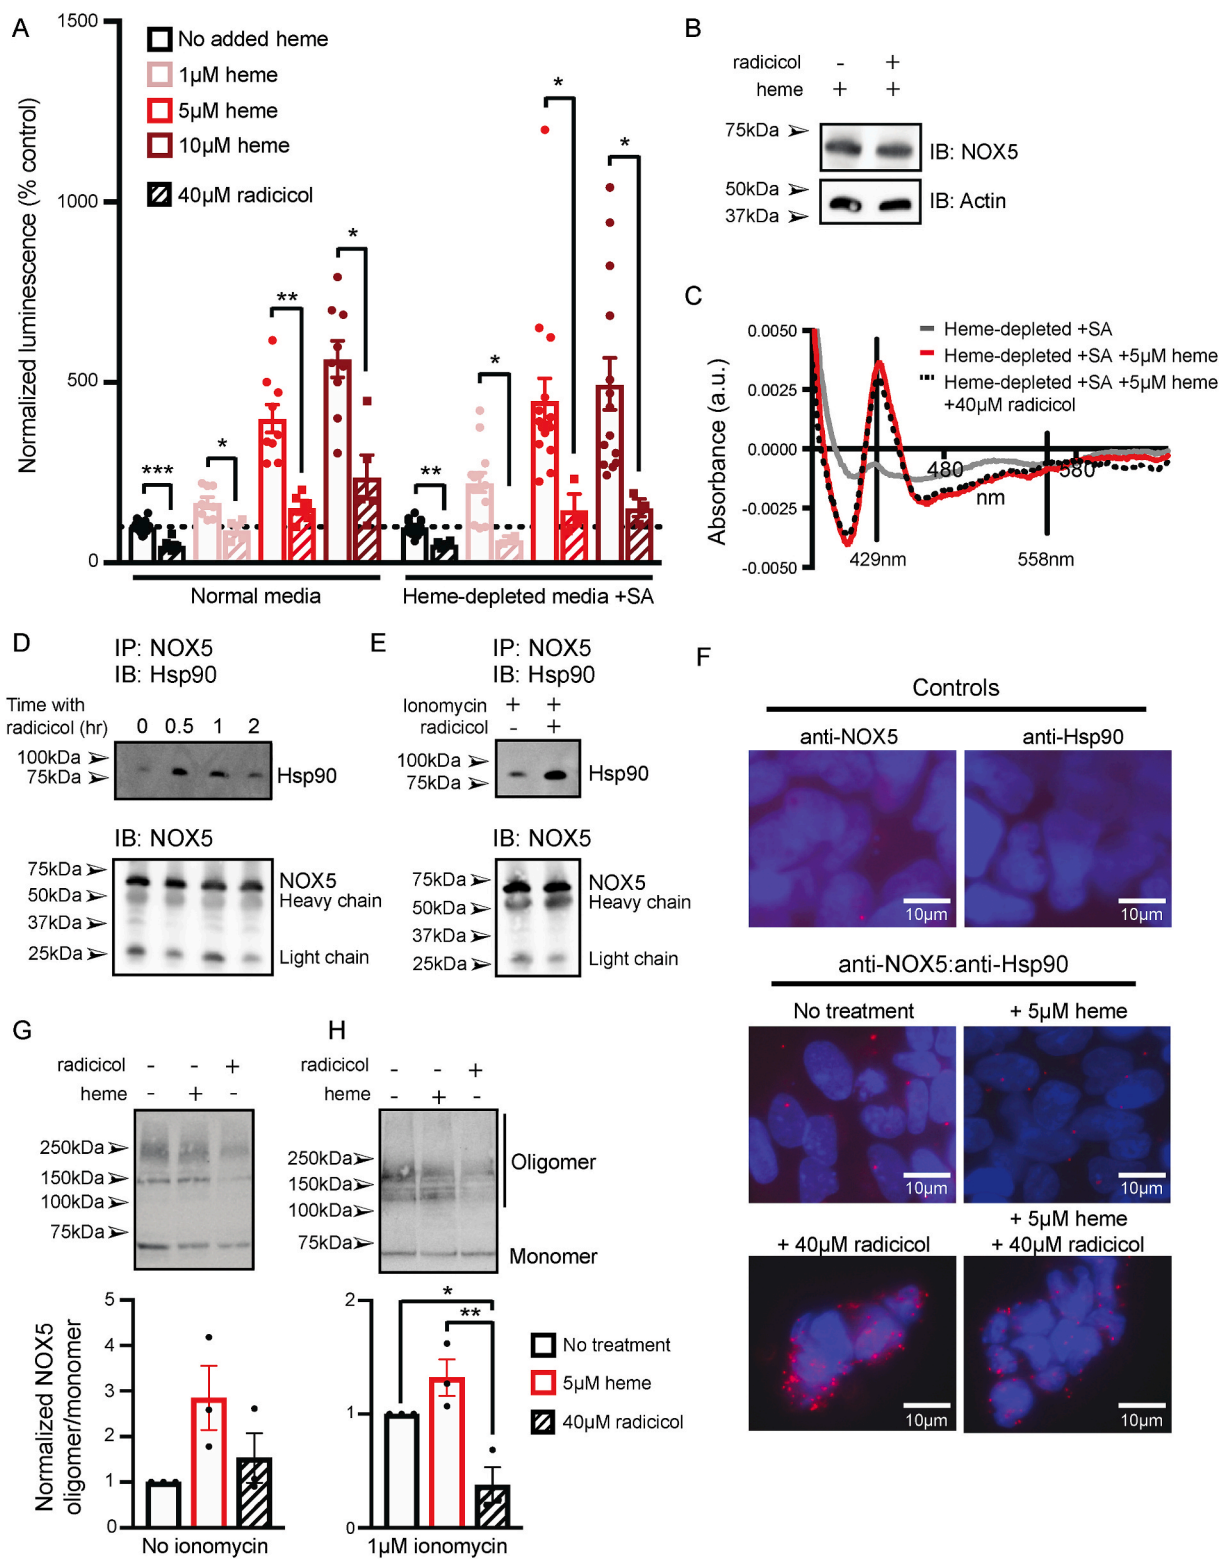 A
1500
1000
500
0
Normalized luminescence (% control)
No added heme
1µM heme
5µM heme
10µM heme
40µM radicicol
***
*
**
*
**
*
*
*
Normal media
Heme-depleted media +SA
B
radicicol - +
heme + +
75kDa
IB: NOX5
50kDa
37kDa
IB: Actin
C
Absorbance (a.u.)
0.0050
0.0025
0.0000
-0.0025
-0.0050
Heme-depleted +SA
Heme-depleted +SA +5µM heme
Heme-depleted +SA +5µM heme
+40µM radicicol
480
580
nm
429nm
558nm
D
IP: NOX5
IB: Hsp90
Time with
radicicol (hr) 0 0.5 1 2
100kDa
75kDa
Hsp90
IB: NOX5
75kDa
50kDa
37kDa
25kDa
NOX5
Heavy chain
Light chain
E
IP: NOX5
IB: Hsp90
Ionomycin + +
radicicol - +
100kDa
75kDa
Hsp90
IB: NOX5
75kDa
50kDa
37kDa
25kDa
NOX5
Heavy chain
Light chain
F
Controls
anti-NOX5
anti-Hsp90
10µm
10µm
anti-NOX5:anti-Hsp90
No treatment
+ 5µM heme
10µm
10µm
+ 40µM radicicol
+ 5µM heme
+ 40µM radicicol
10µm
10µm
G
radicicol - - +
heme - + -
250kDa
150kDa
100kDa
75kDa
Normalized NOX5
oligomer/monomer
5
4
3
2
1
0
No ionomycin
H
radicicol - - +
heme - + -
250kDa
150kDa
100kDa
75kDa
Oligomer
Monomer
2
1
0
*
**
1µM ionomycin
No treatment
5µM heme
40µM radicicol